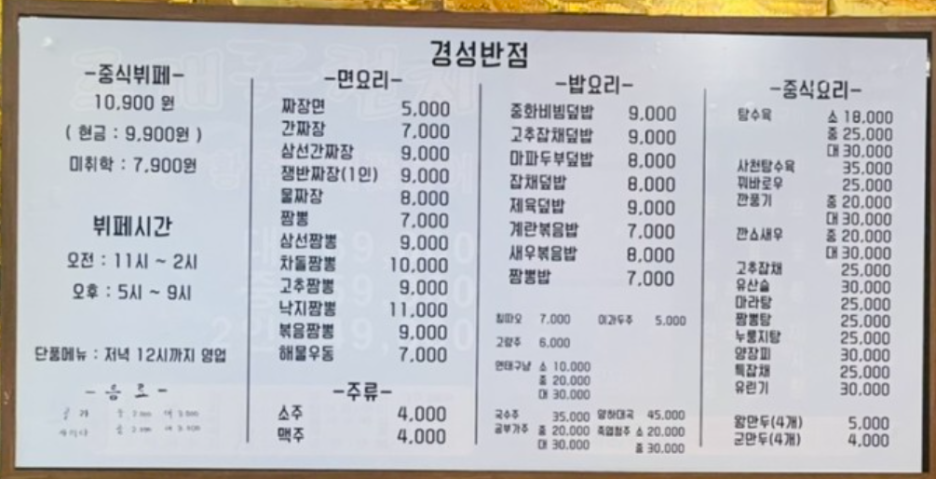 경성반점
-중식뷔페-
10,900 원
( 현금 : 9,900원 )
미취학 : 7,900원
뷔페시간
오전 : 11시 ~ 2시
오후 : 5시 ~ 9시
단품메뉴 : 저녁 12시까지 영업
- 음 료 -
-면요리-
짜장면 5,000
간짜장 7,000
삼선간짜장 9,000
쟁반짜장(1인) 9,000
물짜장 8,000
짬뽕 7,000
삼선짬뽕 9,000
차돌짬뽕 10,000
고추짬뽕 9,000
낙지짬뽕 11,000
볶음짬뽕 9,000
해물우동 7,000
-주류-
소주 4,000
맥주 4,000
-밥요리-
중화비빔덮밥 9,000
고추잡채덮밥 9,000
마파두부덮밥 8,000
잡채덮밥 8,000
제육덮밥 9,000
계란볶음밥 7,000
새우볶음밥 8,000
짬뽕밥 7,000
칭따오 7,000 이과두주 5,000
고량주 6,000
연태구냥 소 10,000
중 20,000
대 30,000
국수주 35,000 양하대곡 45,000
공부가주 중 20,000 죽엽청주 소 20,000
대 30,000 중 30,000
-중식요리-
탕수육 소 18,000
중 25,000
대 30,000
사천탕수육 35,000
꿔바로우 25,000
깐풍기 중 20,000
대 30,000
깐쇼새우 중 20,000
대 30,000
고추잡채 25,000
유산슬 30,000
마라탕 25,000
짬뽕탕 25,000
누룽지탕 25,000
양장피 30,000
특잡채 25,000
유린기 30,000
왕만두(4개) 5,000
군만두(4개) 4,000